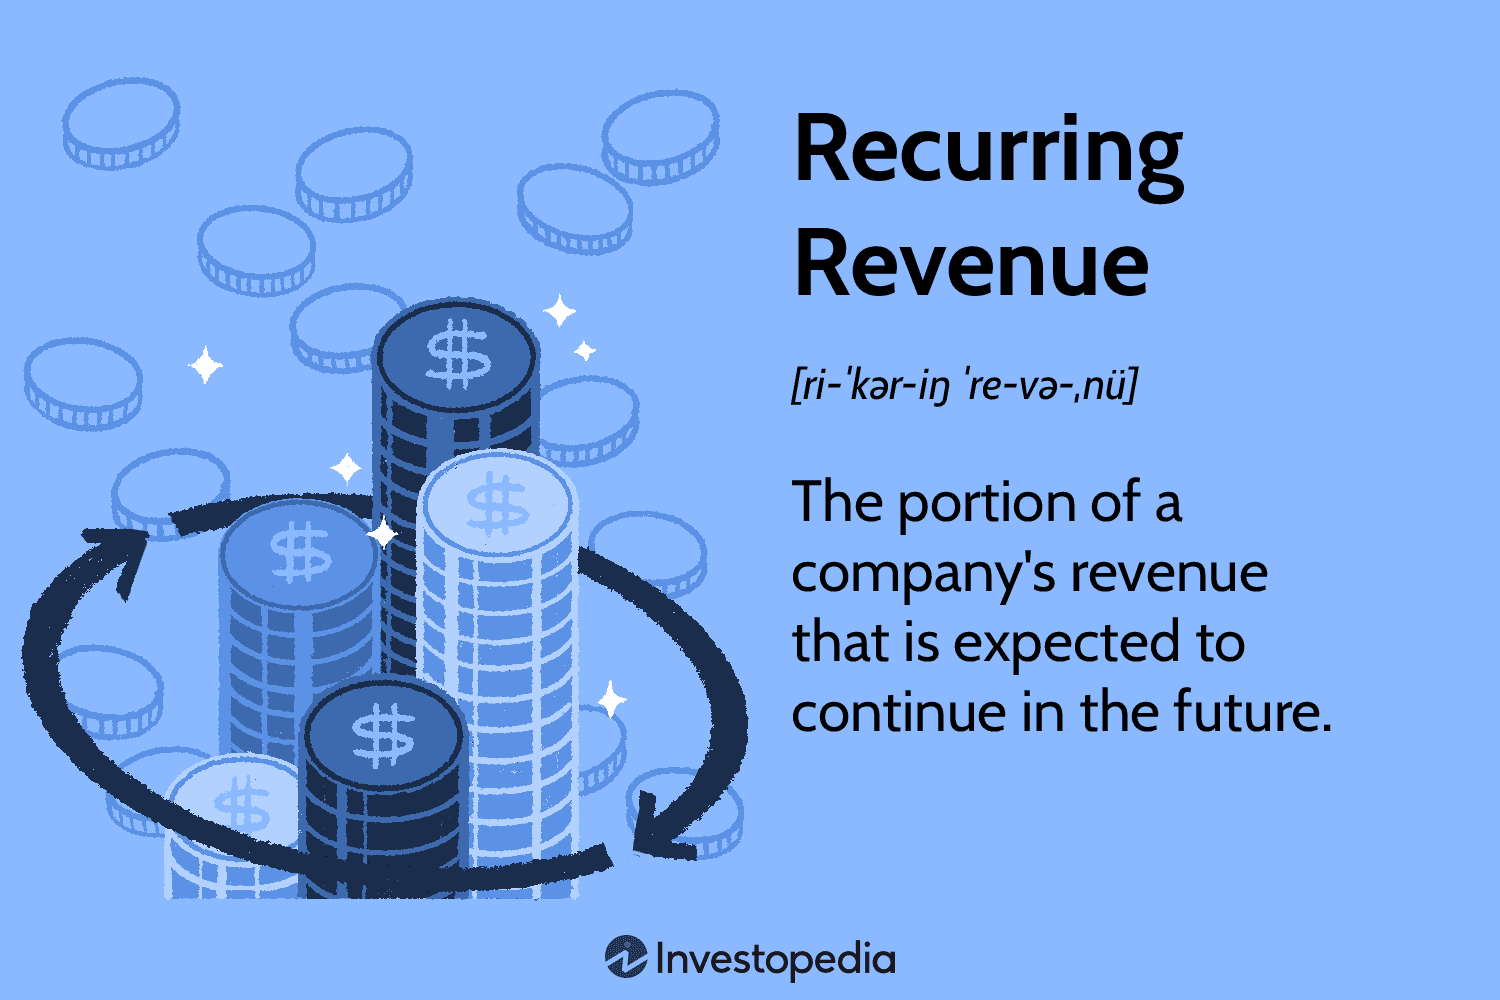 Recurring
Revenue
[ri-ˈkər-iŋ ˈre-və-ˌnü]
The portion of a
company's revenue
that is expected to
continue in the future.
$
$
$
$
$
Investopedia